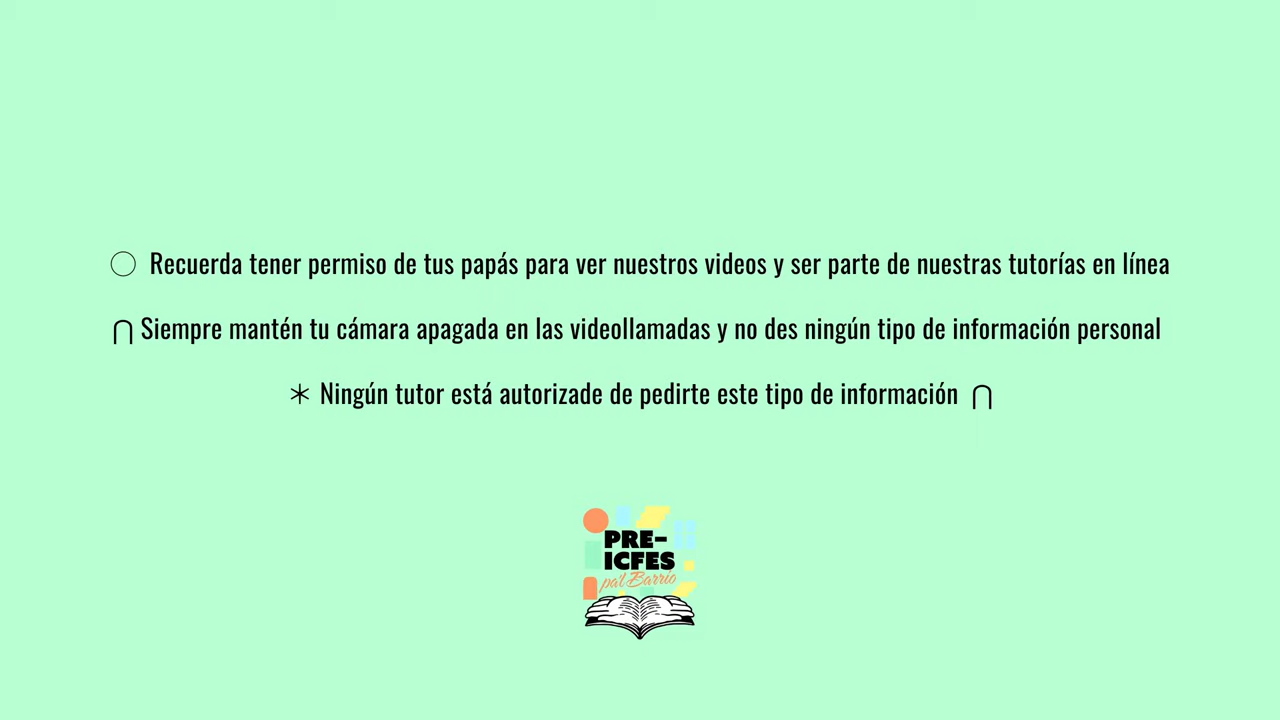 ◯ Recuerda tener permiso de tus papás para ver nuestros videos y ser parte de nuestras tutorías en línea
⋂ Siempre mantén tu cámara apagada en las videollamadas y no des ningún tipo de información personal
✳ Ningún tutor está autorizade de pedirte este tipo de información ⋂
PRE-
ICFES
pa'l Barrio